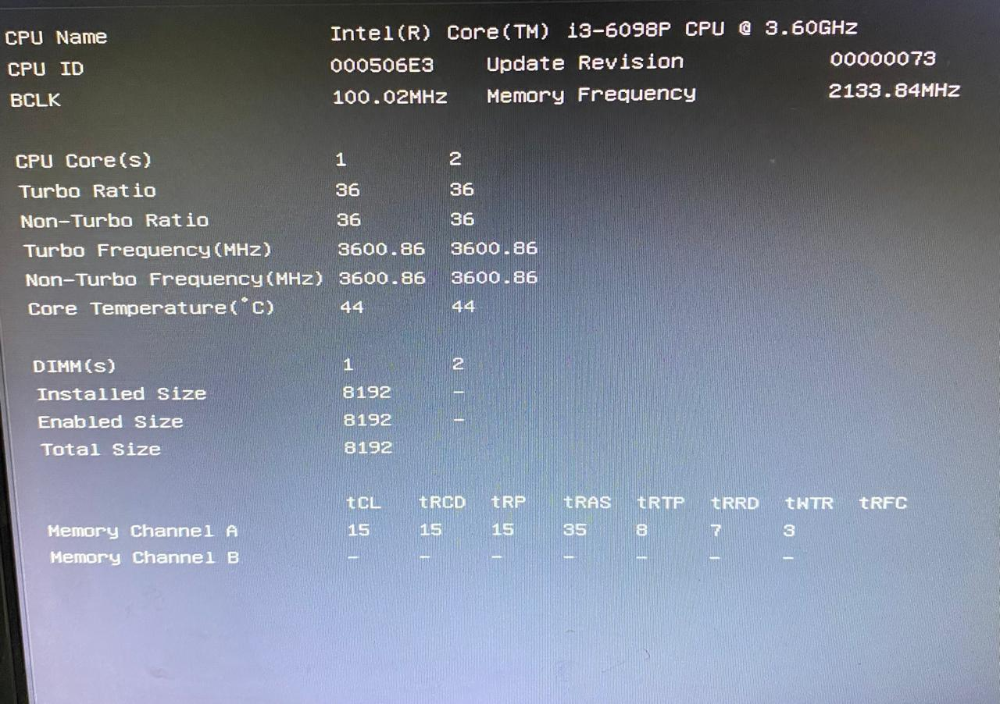 CPU Name Intel(R) Core(TM) i3-6098P CPU @ 3.60GHz
CPU ID 000506E3 Update Revision 00000073
BCLK 100.02MHz Memory Frequency 2133.84MHz
CPU Core(s) 1 2
Turbo Ratio 36 36
Non-Turbo Ratio 36 36
Turbo Frequency(MHz) 3600.86 3600.86
Non-Turbo Frequency(MHz) 3600.86 3600.86
Core Temperature(°C) 44 44
DIMM(s) 1 2
Installed Size 8192 –
Enabled Size 8192 –
Total Size 8192
tCL tRCD tRP tRAS tRTP tRRD tWTR tRFC
Memory Channel A 15 15 15 35 8 7 3
Memory Channel B – – – – – – –